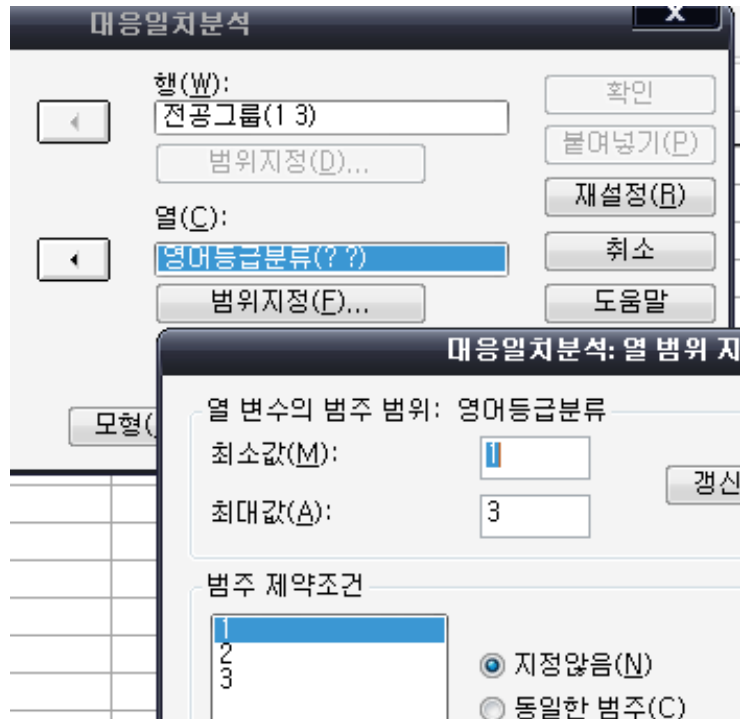 대응일치분석
X
행(W):
전공그룹(1 3)
확인
범위지정(D)...
붙여넣기(P)
재설정(R)
열(C):
영어등급분류(? ?)
취소
범위지정(F)...
도움말
대응일치분석: 열 범위 지
모형(
열 변수의 범주 범위: 영어등급분류
최소값(M):
1
갱신
최대값(A):
3
범주 제약조건
1
2
3
지정않음(N)
동일한 범주(C)